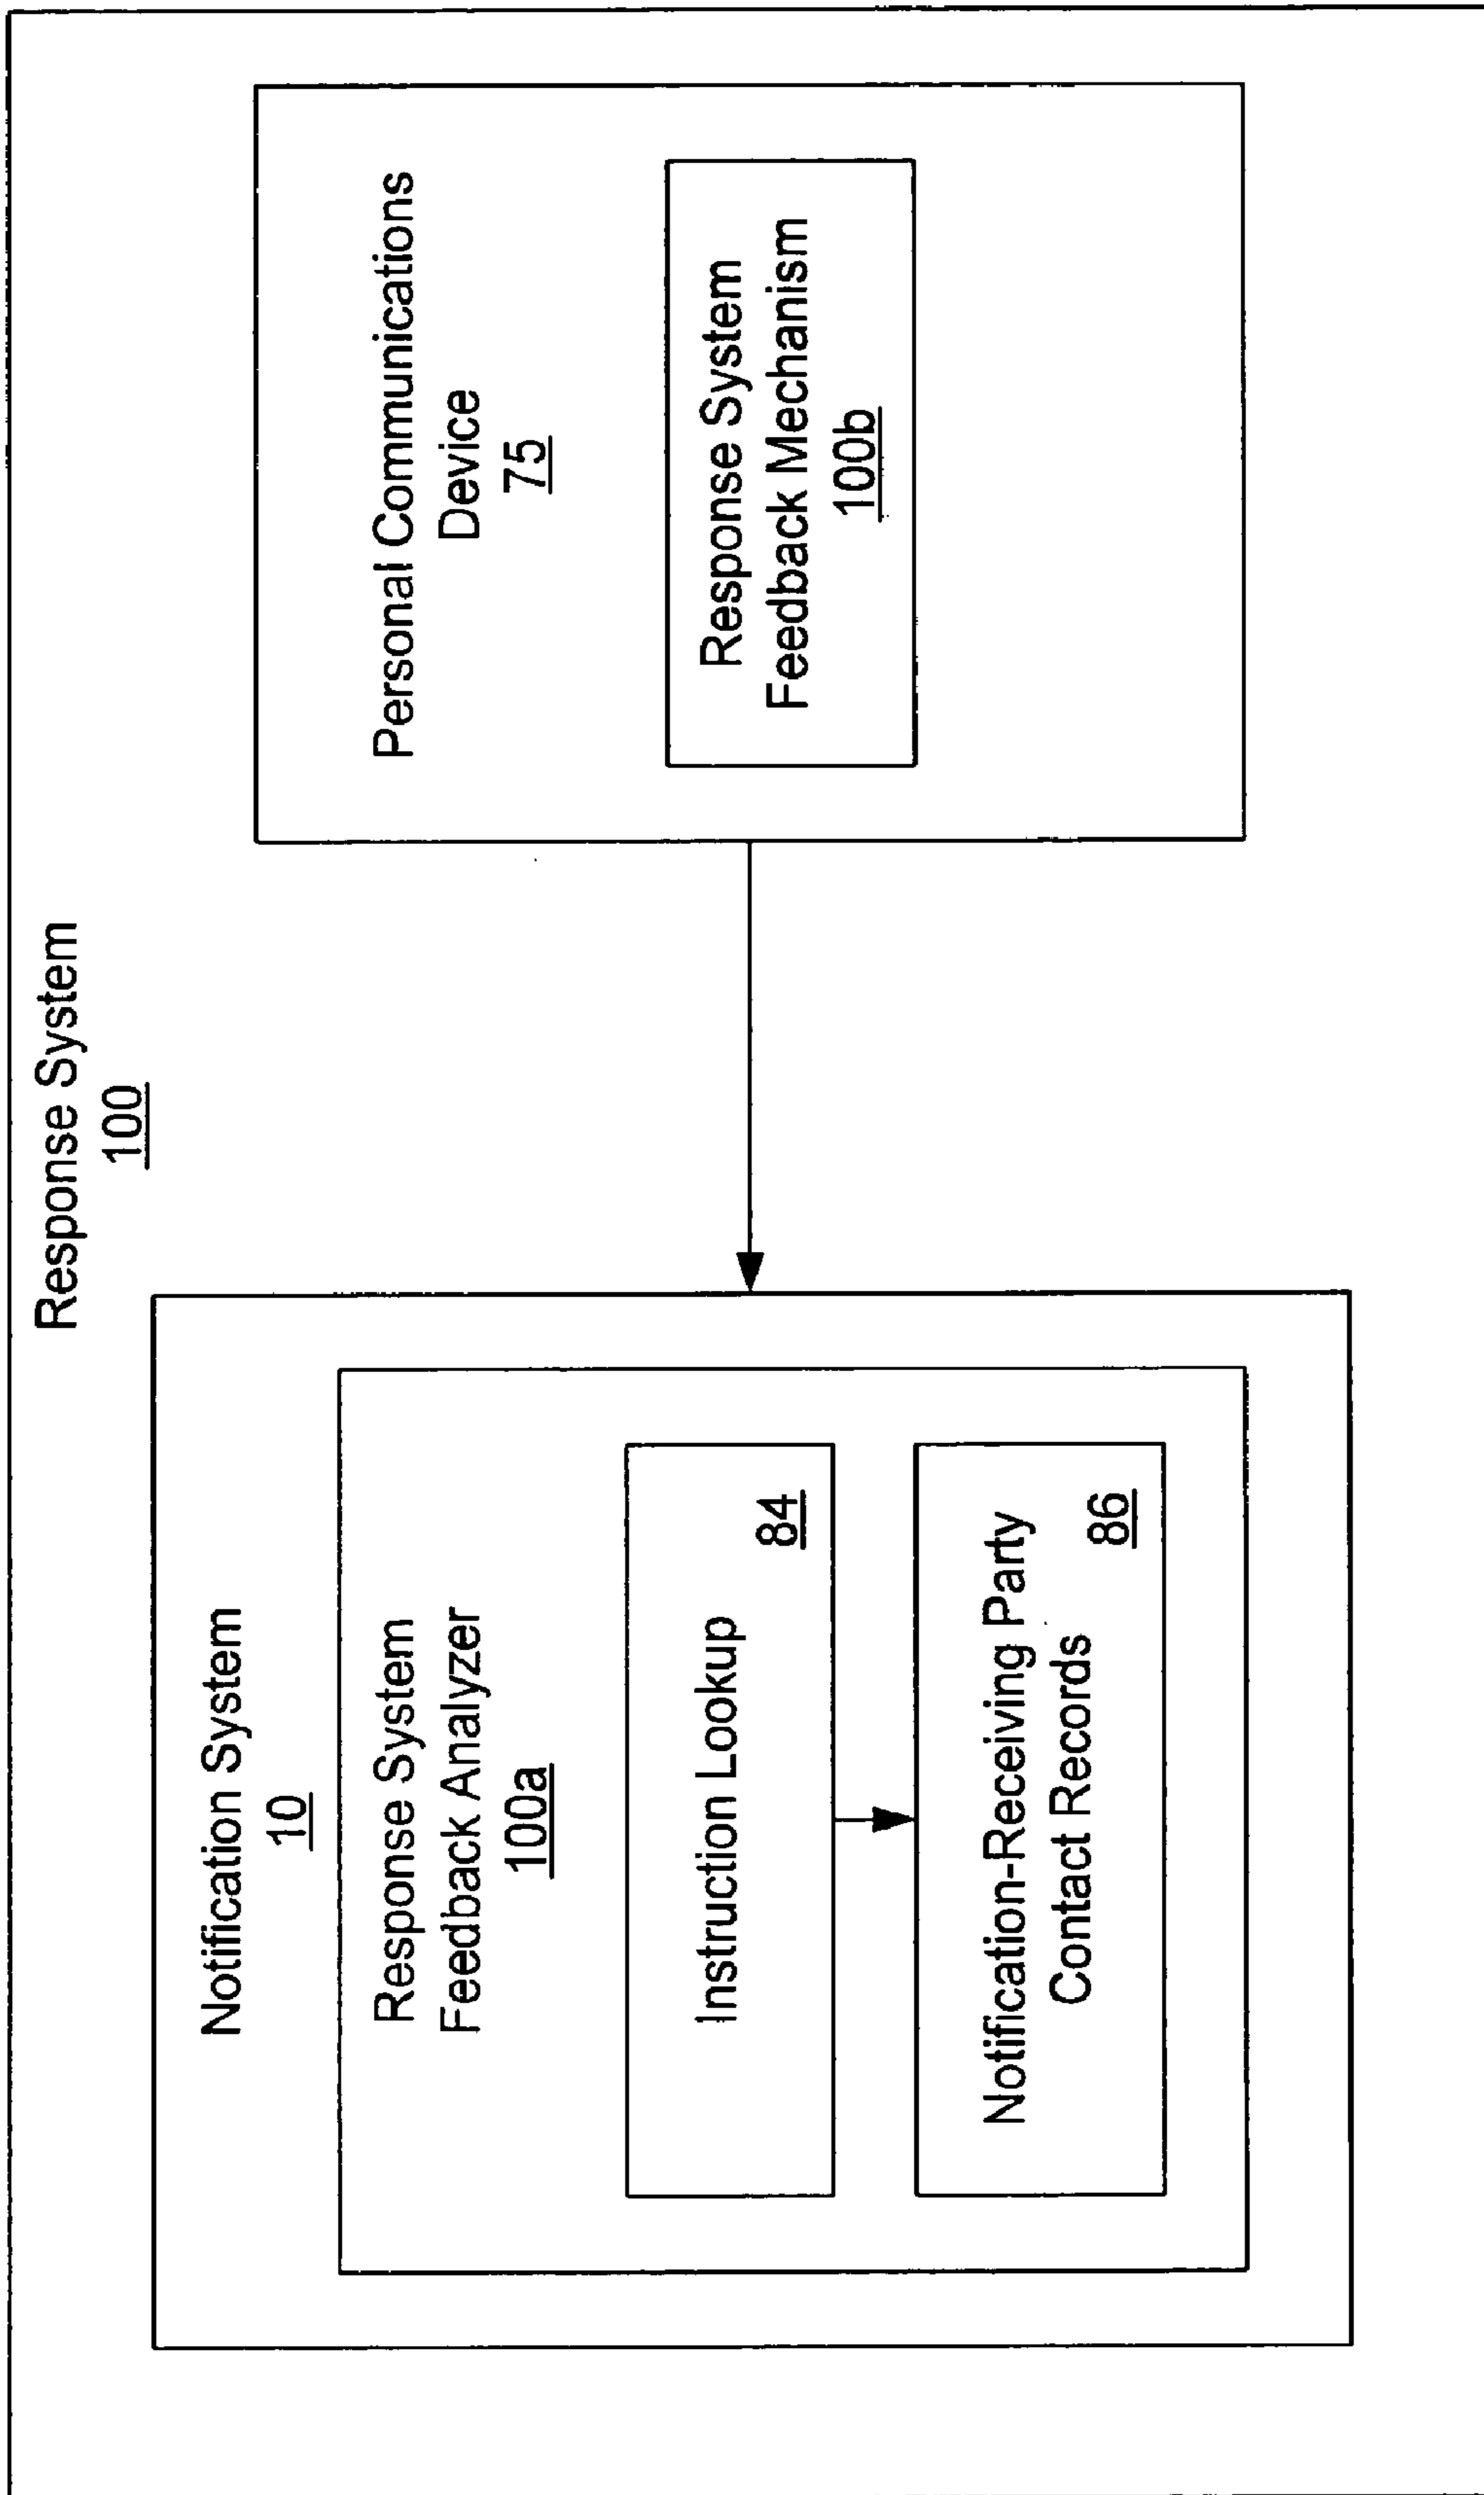 Response System
100
Notification System
10
Response System
Feedback Analyzer
100a
Instruction Lookup
84
Notification-Receiving Party
Contact Records
86
Personal Communications
Device
75
Response System
Feedback Mechanism
100b